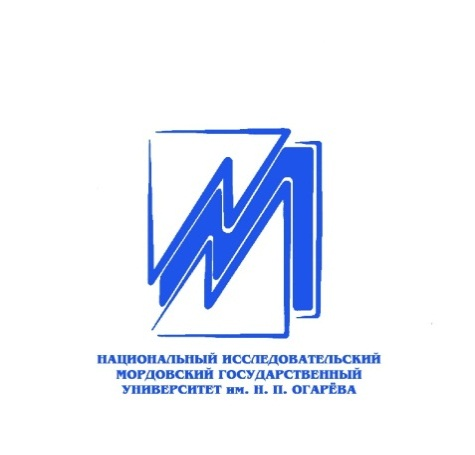 НАЦИОНАЛЬНЫЙ ИССЛЕДОВАТЕЛЬСКИЙ
МОРДОВСКИЙ ГОСУДАРСТВЕННЫЙ
УНИВЕРСИТЕТ им. Н. П. ОГАРЁВА